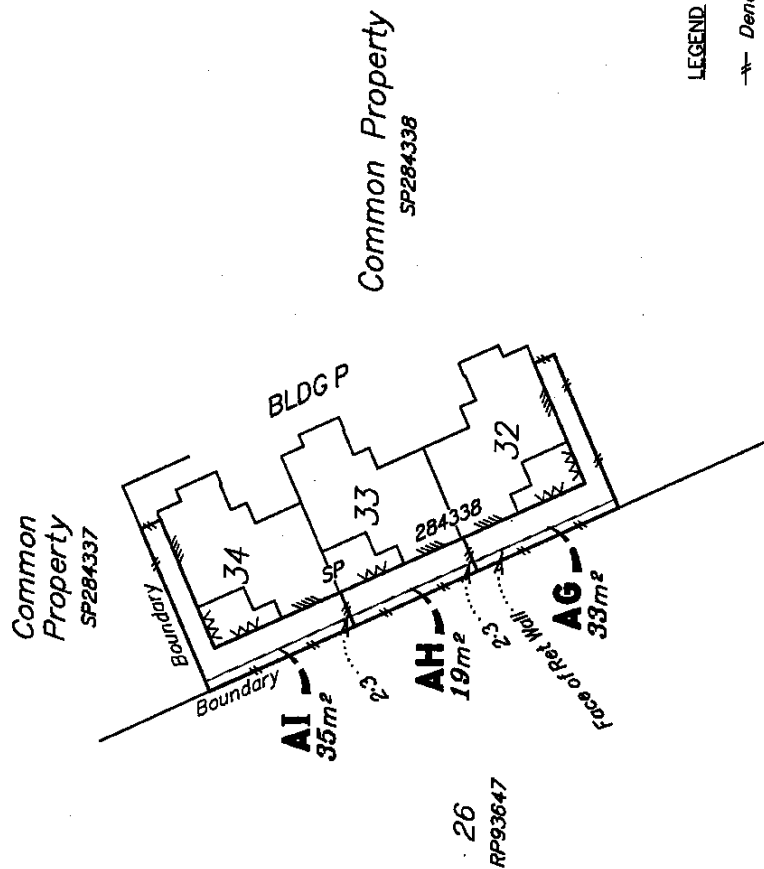 Common
Property
SP284337
Common Property
SP284338
LEGEND
BLDG P
Boundary
Boundary
34
33
32
SP
284338
AI
35m²
2·3
AH
19m²
2·3
Face of Ret Wall
AG
33m²
26
RP93647